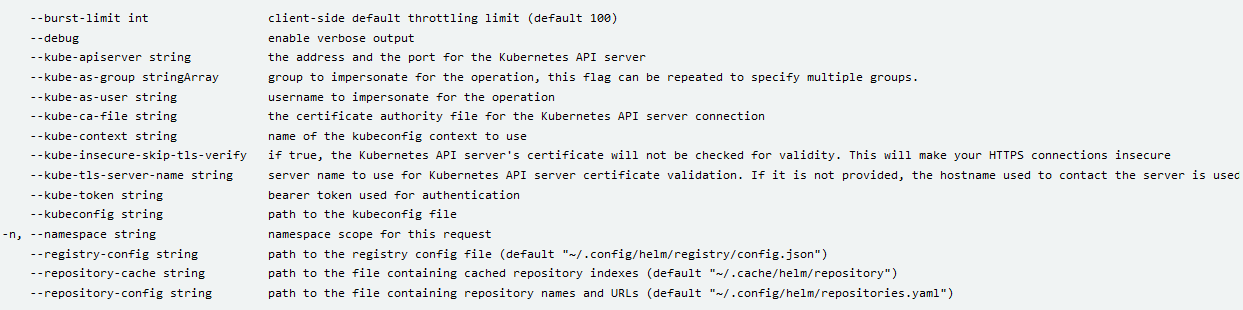 --burst-limit int                 client-side default throttling limit (default 100)
--debug                           enable verbose output
--kube-apiserver string           the address and the port for the Kubernetes API server
--kube-as-group stringArray       group to impersonate for the operation, this flag can be repeated to specify multiple groups.
--kube-as-user string             username to impersonate for the operation
--kube-ca-file string             the certificate authority file for the Kubernetes API server connection
--kube-context string             name of the kubeconfig context to use
--kube-insecure-skip-tls-verify   if true, the Kubernetes API server's certificate will not be checked for validity. This will make your HTTPS connections insecure
--kube-tls-server-name string     server name to use for Kubernetes API server certificate validation. If it is not provided, the hostname used to contact the server is used
--kube-token string               bearer token used for authentication
--kubeconfig string               path to the kubeconfig file
-n, --namespace string                namespace scope for this request
--registry-config string          path to the registry config file (default "~/.config/helm/registry/config.json")
--repository-cache string         path to the file containing cached repository indexes (default "~/.cache/helm/repository")
--repository-config string        path to the file containing repository names and URLs (default "~/.config/helm/repositories.yaml")